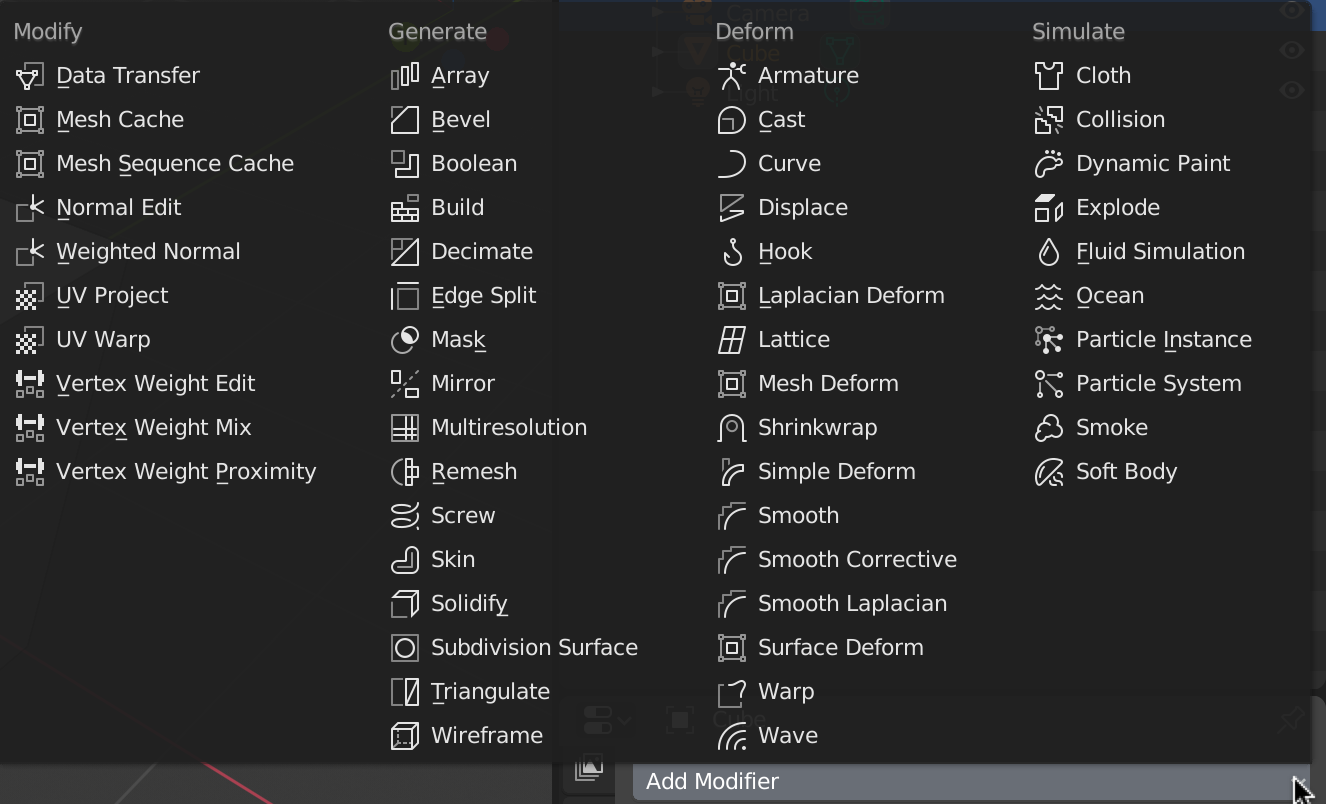 Modify
Data Transfer
Mesh Cache
Mesh Sequence Cache
Normal Edit
Weighted Normal
UV Project
UV Warp
Vertex Weight Edit
Vertex Weight Mix
Vertex Weight Proximity
Generate
Array
Bevel
Boolean
Build
Decimate
Edge Split
Mask
Mirror
Multiresolution
Remesh
Screw
Skin
Solidify
Subdivision Surface
Triangulate
Wireframe
Deform
Armature
Cast
Curve
Displace
Hook
Laplacian Deform
Lattice
Mesh Deform
Shrinkwrap
Simple Deform
Smooth
Smooth Corrective
Smooth Laplacian
Surface Deform
Warp
Wave
Simulate
Cloth
Collision
Dynamic Paint
Explode
Fluid Simulation
Ocean
Particle Instance
Particle System
Smoke
Soft Body
Camera
Cube
Light
Cube
Add Modifier